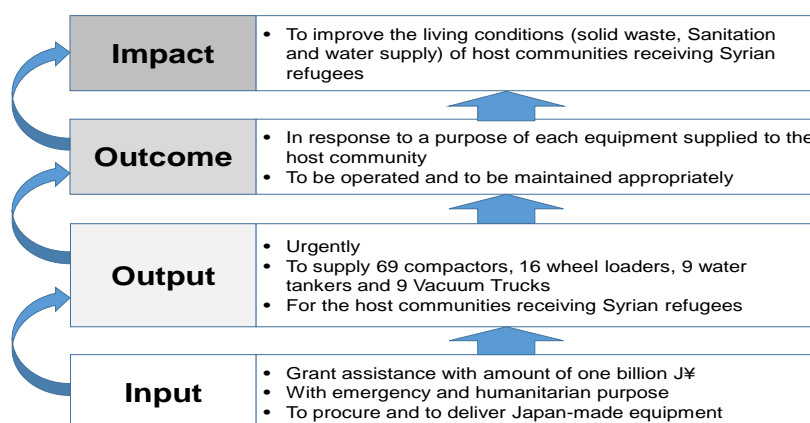 Impact
• To improve the living conditions (solid waste, Sanitation
and water supply) of host communities receiving Syrian
refugees
Outcome
• In response to a purpose of each equipment supplied to the
host community
• To be operated and to be maintained appropriately
Output
• Urgently
• To supply 69 compactors, 16 wheel loaders, 9 water
tankers and 9 Vacuum Trucks
• For the host communities receiving Syrian refugees
Input
• Grant assistance with amount of one billion J¥
• With emergency and humanitarian purpose
• To procure and to deliver Japan-made equipment